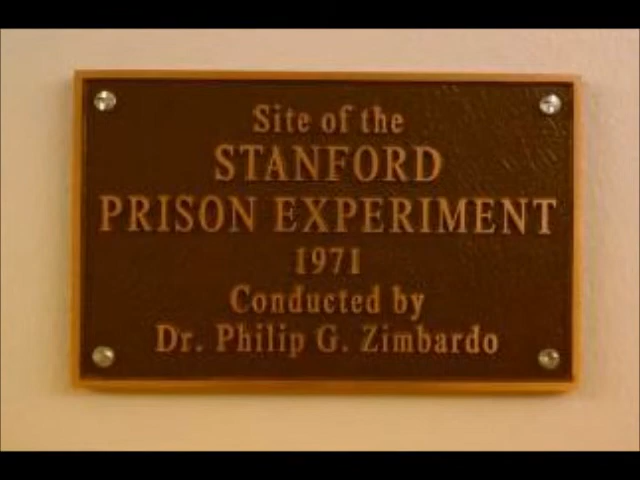 Site of the
STANFORD
PRISON EXPERIMENT
1971
Conducted by
Dr. Philip G. Zimbardo